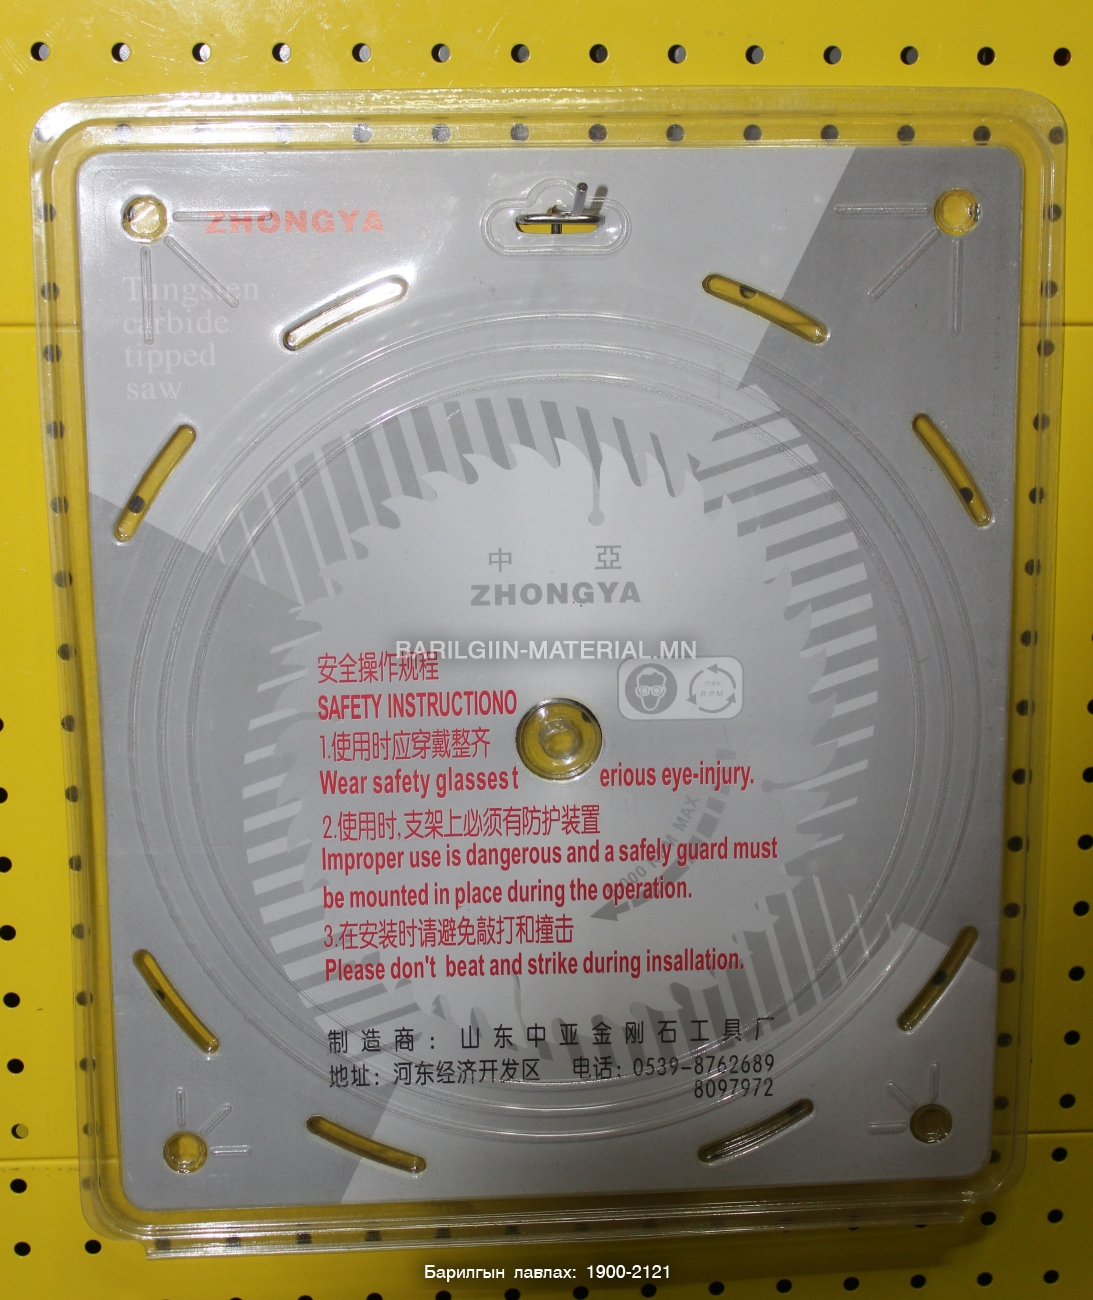 ZHONGYA
Tungsten
carbide
tipped
saw
中 亞
ZHONGYA
BARILGIIN-MATERIAL.MN
安全操作规程
SAFETY INSTRUCTIONO
max.
R.P.M
1.使用时应穿戴整齐
Wear safety glasses t erious eye-injury.
2.使用时,支架上必须有防护装置
Improper use is dangerous and a safely guard must
be mounted in place during the operation.
MAX
3.在安装时请避免敲打和撞击
Please don't beat and strike during insallation.
制造商: 山东中亚金刚石工具厂
地址: 河东经济开发区 电话: 0539-8762689
8097972
Барилгын лавлах: 1900-2121